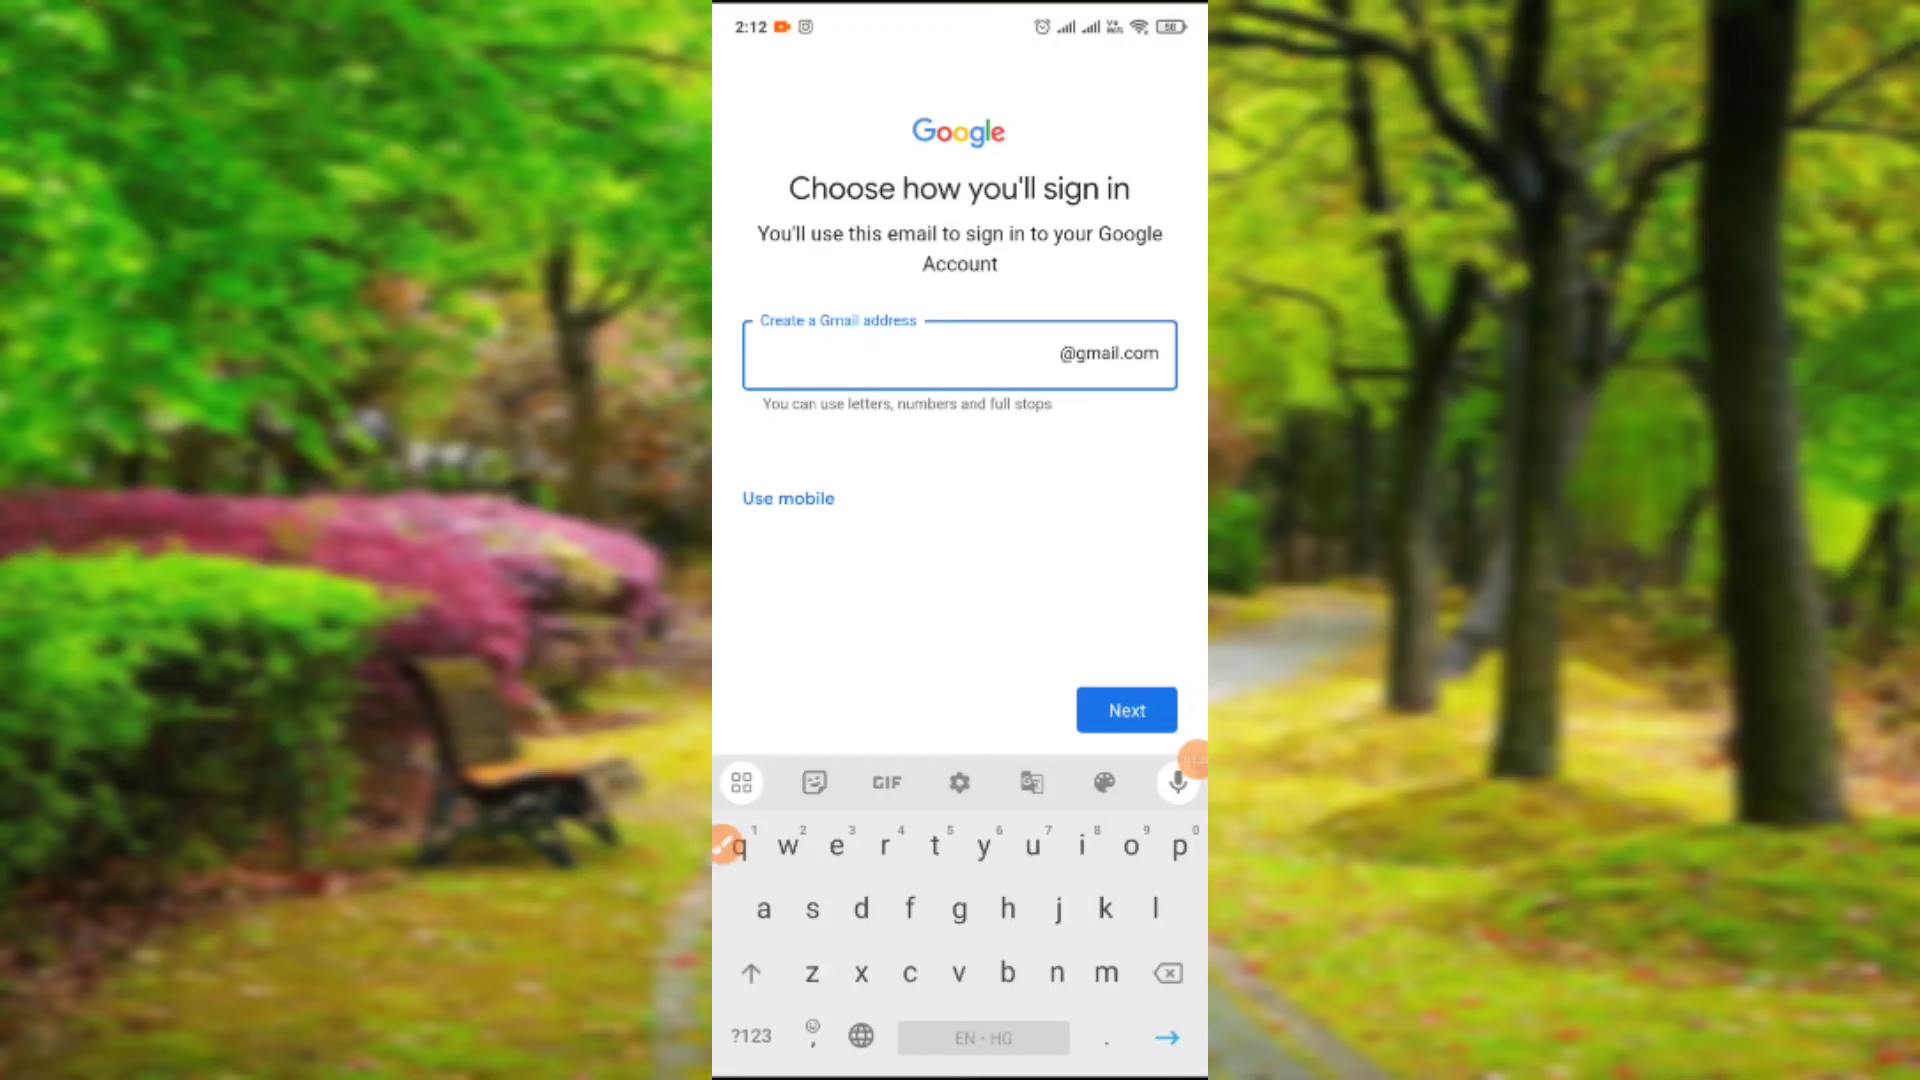 2:12
58
Google
Choose how you'll sign in
You'll use this email to sign in to your Google
Account
Create a Gmail address
@gmail.com
You can use letters, numbers and full stops
Use mobile
Next
GIF
1 2 3 4 5 6 7 8 9 0
q w e r t y u i o p
a s d f g h j k l
z x c v b n m
?123 , EN • HG .